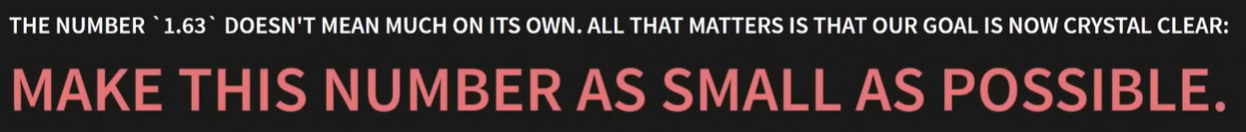 THE NUMBER `1.63` DOESN'T MEAN MUCH ON ITS OWN. ALL THAT MATTERS IS THAT OUR GOAL IS NOW CRYSTAL CLEAR:
MAKE THIS NUMBER AS SMALL AS POSSIBLE.